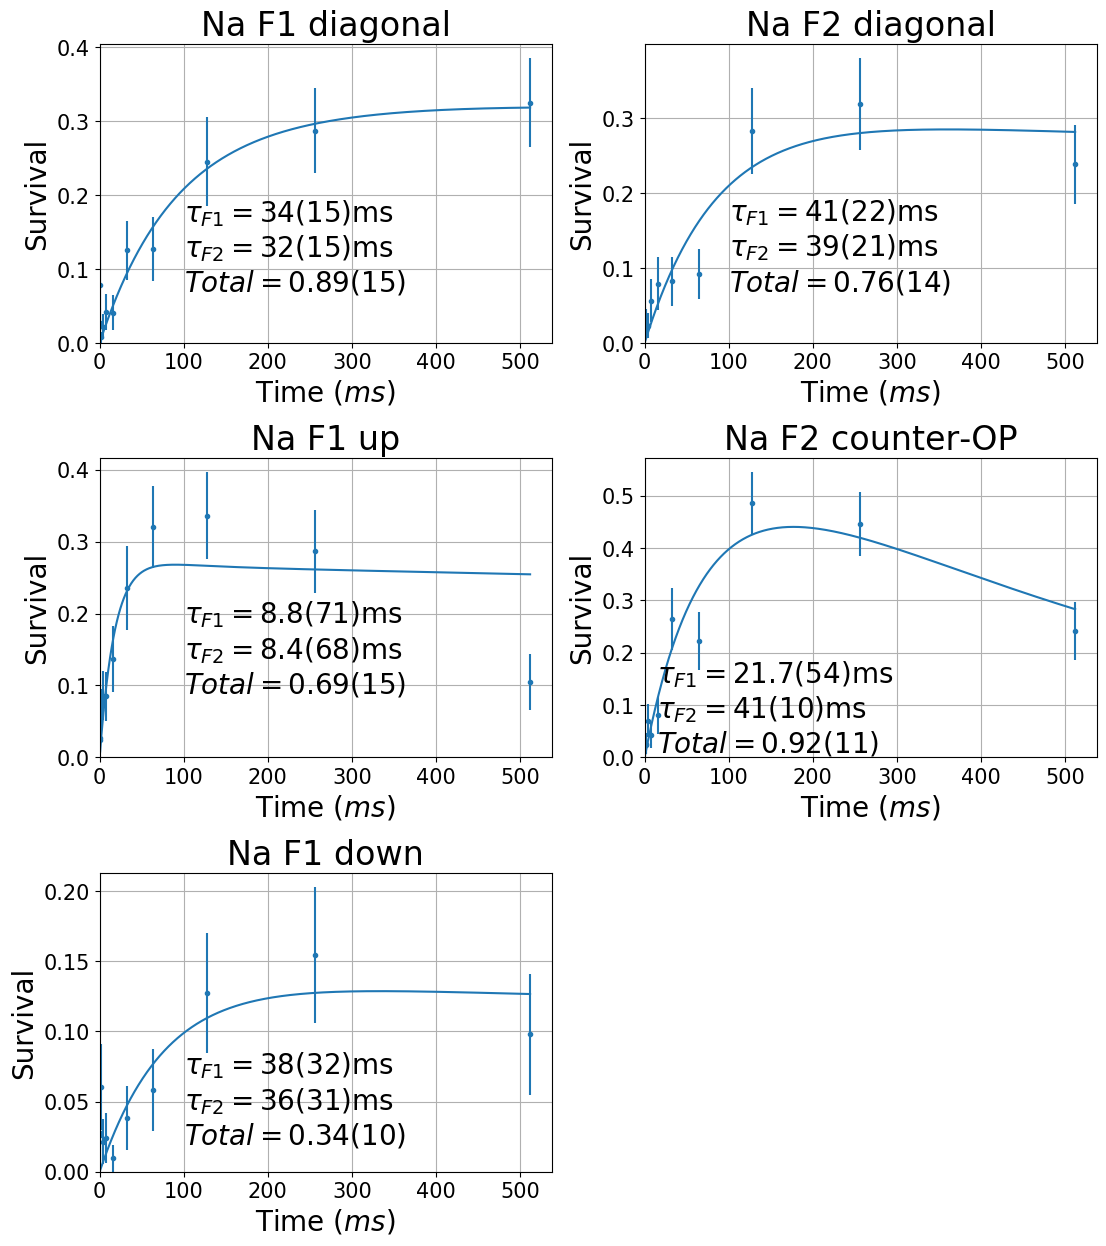 Na F1 diagonal
Survival
0.4
0.3
0.2
0.1
0.0
τF1 = 34(15)ms
τF2 = 32(15)ms
Total = 0.89(15)
0 100 200 300 400 500
Time (ms)
Na F2 diagonal
Survival
0.3
0.2
0.1
0.0
τF1 = 41(22)ms
τF2 = 39(21)ms
Total = 0.76(14)
0 100 200 300 400 500
Time (ms)
Na F1 up
Survival
0.4
0.3
0.2
0.1
0.0
τF1 = 8.8(71)ms
τF2 = 8.4(68)ms
Total = 0.69(15)
0 100 200 300 400 500
Time (ms)
Na F2 counter-OP
Survival
0.5
0.4
0.3
0.2
0.1
0.0
τF1 = 21.7(54)ms
τF2 = 41(10)ms
Total = 0.92(11)
0 100 200 300 400 500
Time (ms)
Na F1 down
Survival
0.20
0.15
0.10
0.05
0.00
τF1 = 38(32)ms
τF2 = 36(31)ms
Total = 0.34(10)
0 100 200 300 400 500
Time (ms)